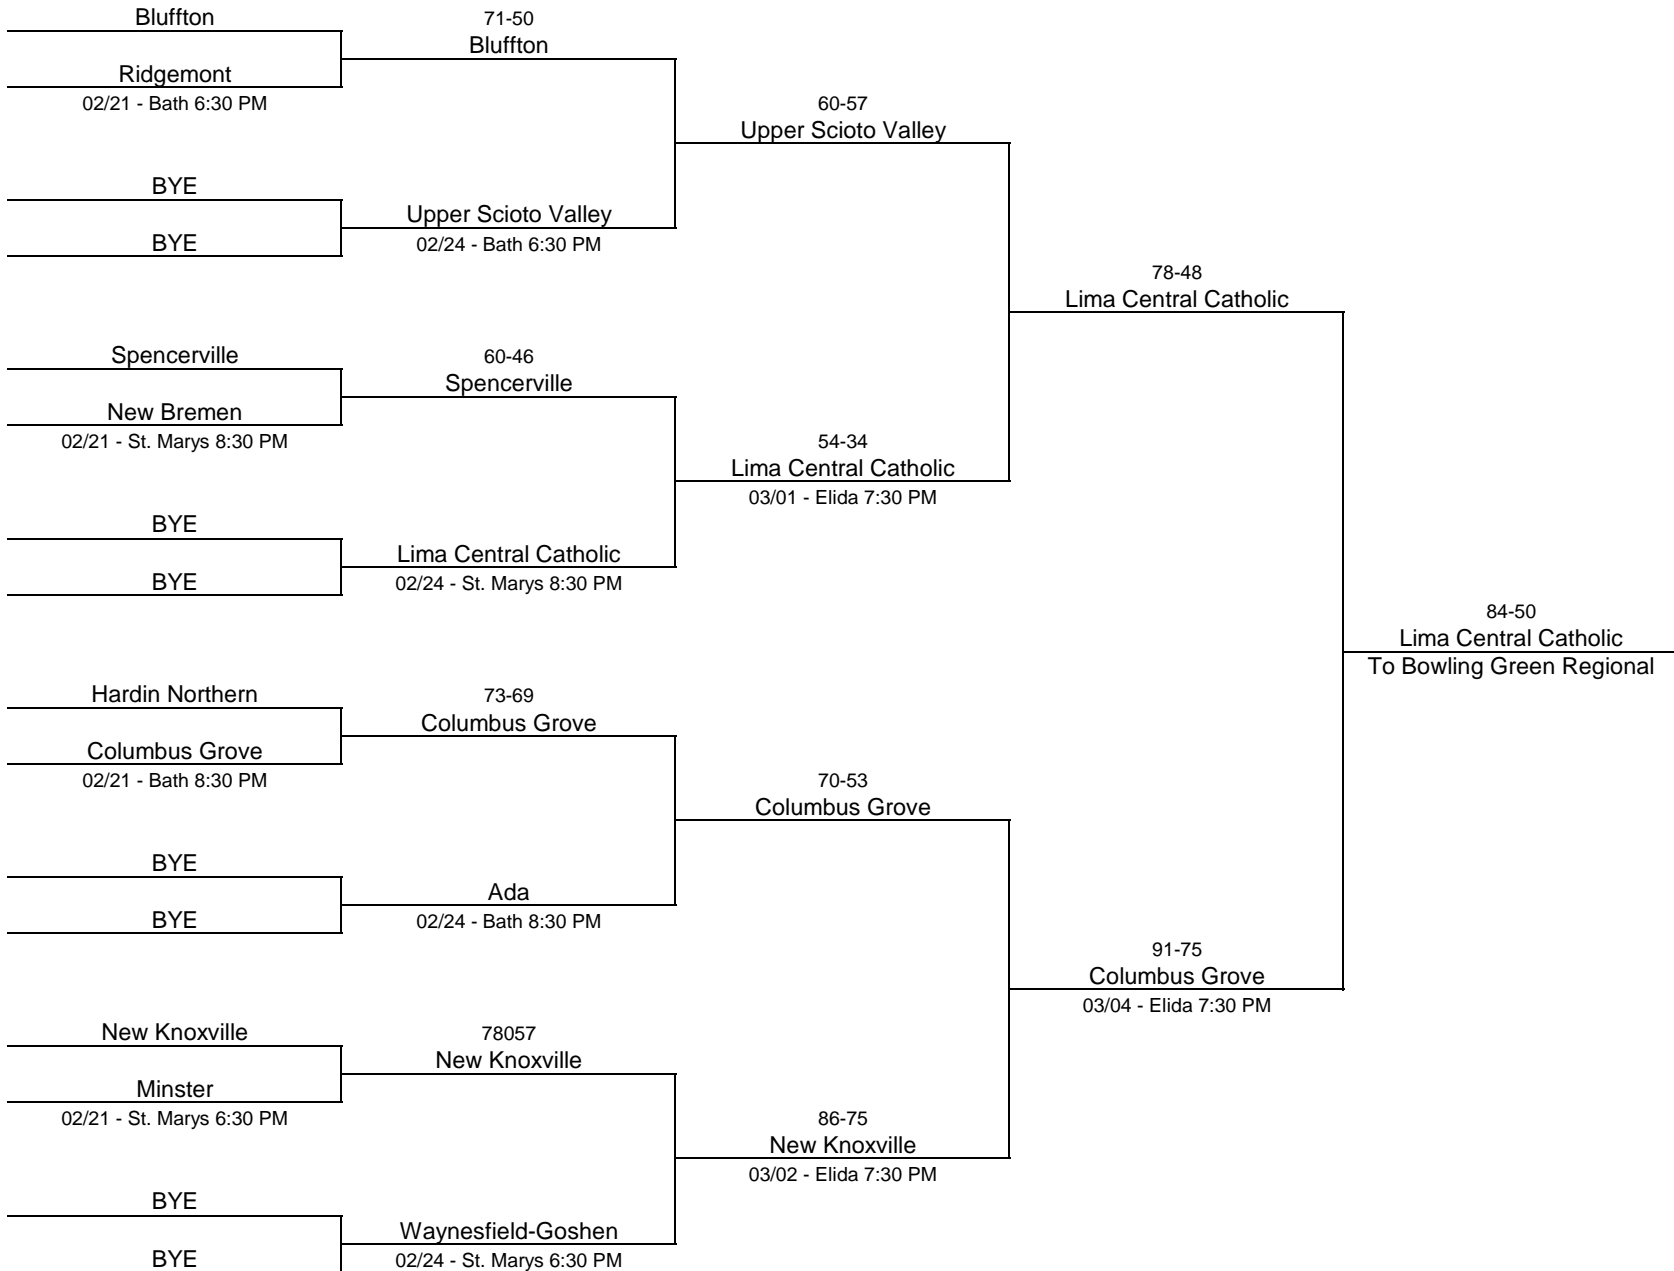 Bluffton
71-50
Bluffton
Ridgemont
02/21 - Bath 6:30 PM
60-57
Upper Scioto Valley
BYE
Upper Scioto Valley
BYE
02/24 - Bath 6:30 PM
78-48
Lima Central Catholic
Spencerville
60-46
Spencerville
New Bremen
02/21 - St. Marys 8:30 PM
54-34
Lima Central Catholic
03/01 - Elida 7:30 PM
BYE
Lima Central Catholic
BYE
02/24 - St. Marys 8:30 PM
84-50
Lima Central Catholic
To Bowling Green Regional
Hardin Northern
73-69
Columbus Grove
Columbus Grove
02/21 - Bath 8:30 PM
70-53
Columbus Grove
BYE
Ada
BYE
02/24 - Bath 8:30 PM
91-75
Columbus Grove
03/04 - Elida 7:30 PM
New Knoxville
78057
New Knoxville
Minster
02/21 - St. Marys 6:30 PM
86-75
New Knoxville
03/02 - Elida 7:30 PM
BYE
Waynesfield-Goshen
BYE
02/24 - St. Marys 6:30 PM